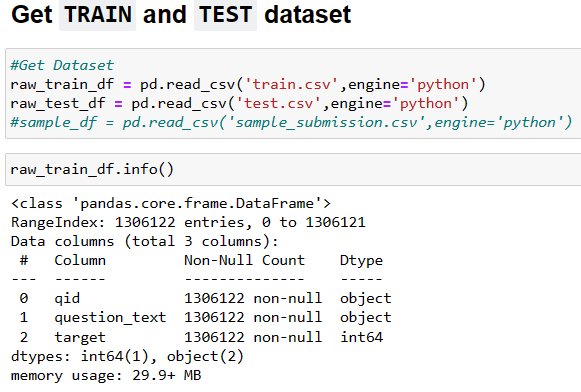 Get TRAIN and TEST dataset
#Get Dataset
raw_train_df = pd.read_csv('train.csv',engine='python')
raw_test_df = pd.read_csv('test.csv',engine='python')
#sample_df = pd.read_csv('sample_submission.csv',engine='python')
raw_train_df.info()
<class 'pandas.core.frame.DataFrame'>
RangeIndex: 1306122 entries, 0 to 1306121
Data columns (total 3 columns):
 #   Column         Non-Null Count    Dtype
---  ------         --------------    -----
 0   qid            1306122 non-null  object
 1   question_text  1306122 non-null  object
 2   target         1306122 non-null  int64
dtypes: int64(1), object(2)
memory usage: 29.9+ MB